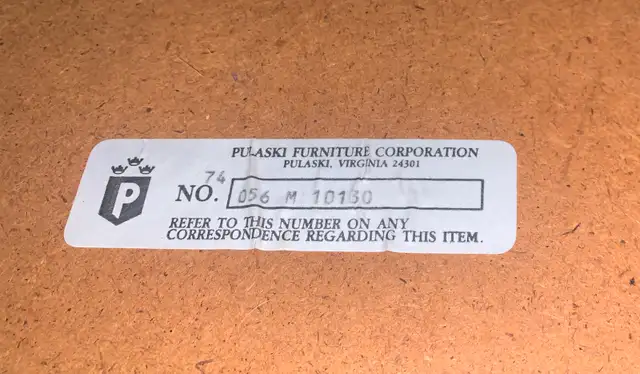 PULASKI FURNITURE CORPORATION
PULASKI, VIRGINIA 24301
P
74
NO. 056 M 10130
REFER TO THIS NUMBER ON ANY
CORRESPONDENCE REGARDING THIS ITEM.